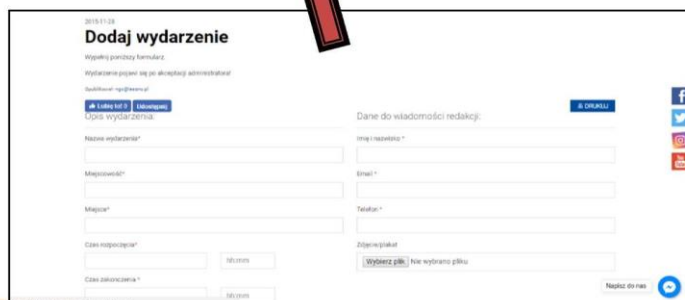 2015-11-26
Dodaj wydarzenie
Wypełnij poniższy formularz.
Wydarzenie pojawi się po akceptacji administratora!
Opublikował:
Lubię to! 0 Udostępnij
DRUKUJ
Opis wydarzenia:
Nazwa wydarzenia*
Miejscowość*
Miejsce*
Czas rozpoczęcia*
hh:mm
Czas zakończenia *
hh:mm
Dane do wiadomości redakcji:
Imię i nazwisko *
Email *
Telefon *
Zdjęcie/plakat
Wybierz plik Nie wybrano pliku
Napisz do nas